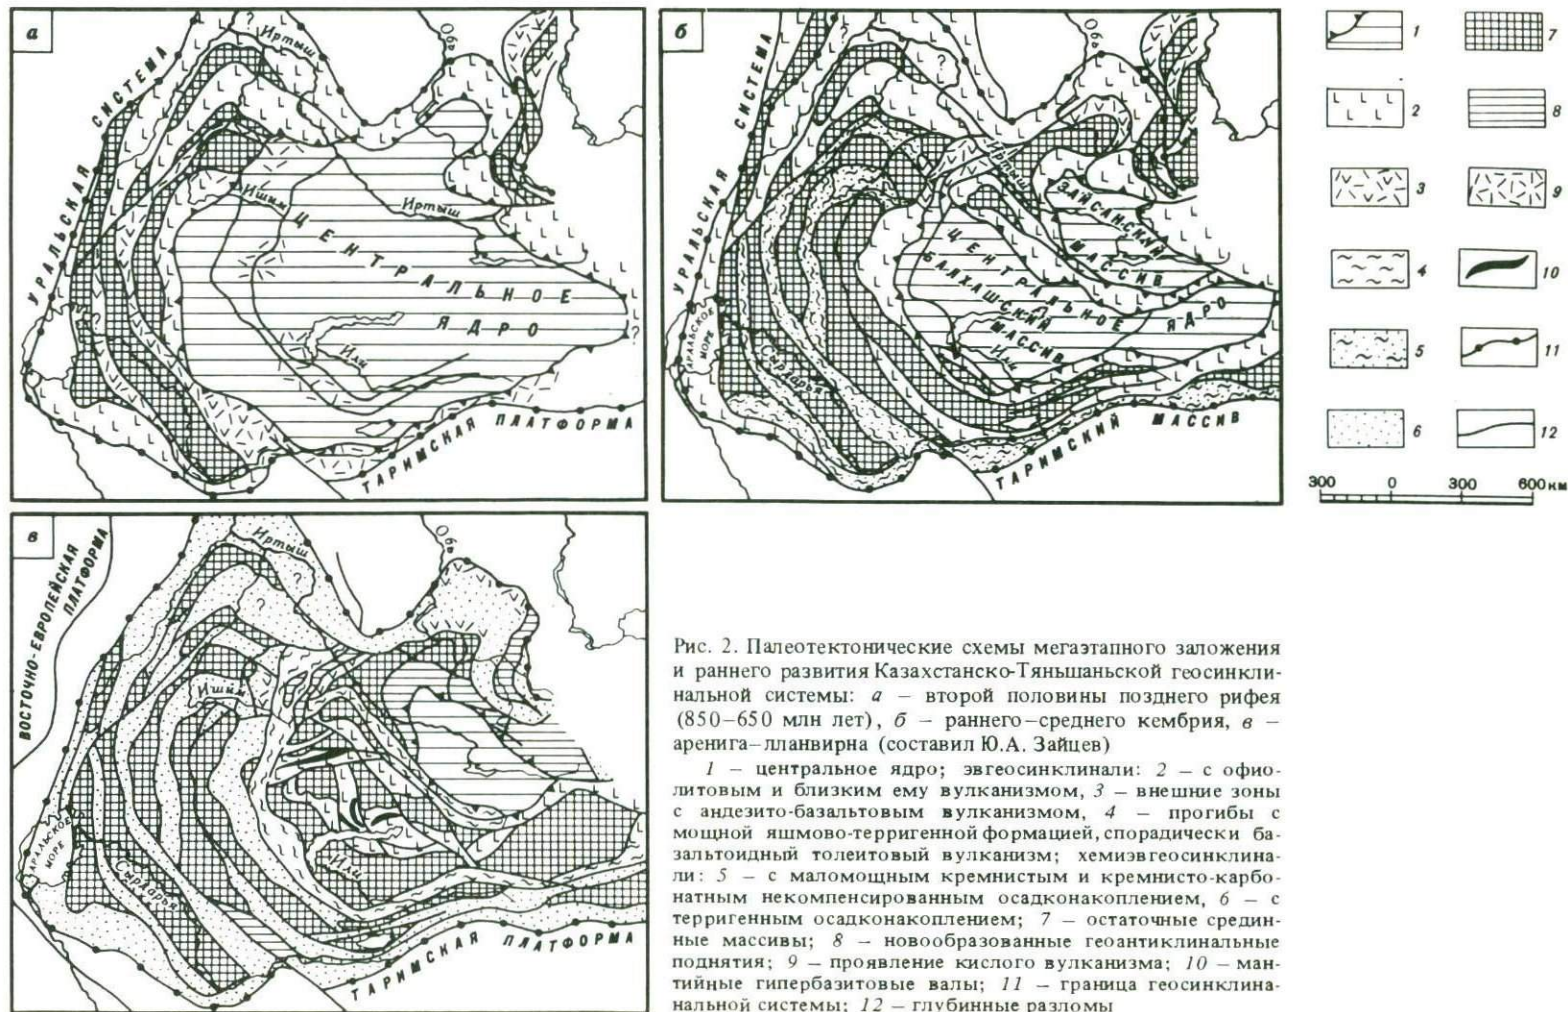 а
УРАЛЬСКАЯ СИСТЕМА
?
Иртыш
Обь
Ишим
Иртыш
ЦЕНТРАЛЬНОЕ
ЯДРО
Или
?
ТАРИМСКАЯ ПЛАТФОРМА
б
УРАЛЬСКАЯ СИСТЕМА
?
Обь
Иртыш
ЗАЙСАНСКИЙ
МАССИВ
ЦЕНТРАЛЬНОЕ ЯДРО
БАЛХАШСКИЙ
МАССИВ
Или
АРАЛЬСКОЕ
МОРЕ
Сырдарья
ТАРИМСКИЙ МАССИВ
1
7
2
8
3
9
4
10
5
11
6
12
300 0 300 600 км
в
ВОСТОЧНО-ЕВРОПЕЙСКАЯ
ПЛАТФОРМА
Иртыш
?
?
Обь
Ишим
АРАЛЬСКОЕ
МОРЕ
Сырдарья
Или
ТАРИМСКАЯ ПЛАТФОРМА
Рис. 2. Палеотектонические схемы мегаэтапного заложения
и раннего развития Казахстанско-Тяньшаньской геосинкли-
нальной системы: а — второй половины позднего рифея
(850–650 млн лет), б — раннего–среднего кембрия, в —
аренига–лланвирна (составил Ю.А. Зайцев)
1 — центральное ядро; эвгеосинклинали: 2 — с офио-
литовым и близким ему вулканизмом, 3 — внешние зоны
с андезито-базальтовым вулканизмом, 4 — прогибы с
мощной яшмово-терригенной формацией, спорадически ба-
зальтоидный толеитовый вулканизм; хемиэвгеосинклина-
ли: 5 — с маломощным кремнистым и кремнисто-карбо-
натным некомпенсированным осадконакоплением, 6 — с
терригенным осадконакоплением; 7 — остаточные средин-
ные массивы; 8 — новообразованные геоантиклинальные
поднятия; 9 — проявление кислого вулканизма; 10 — ман-
тийные гипербазитовые валы; 11 — граница геосинклина-
нальной системы; 12 — глубинные разломы